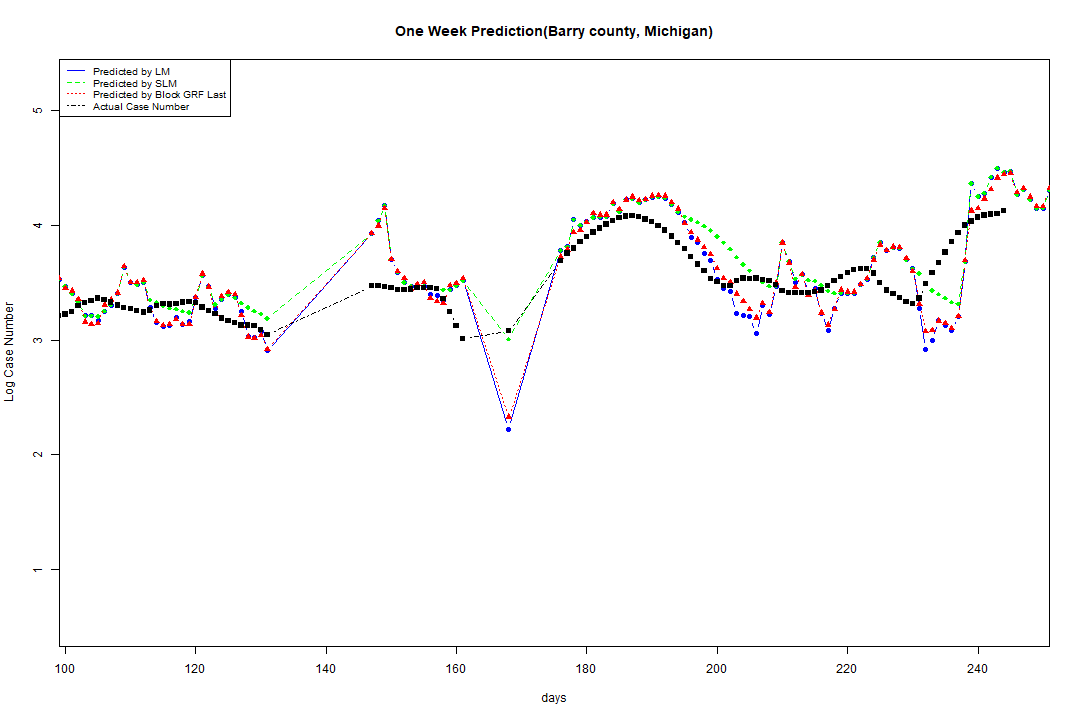 One Week Prediction(Barry county, Michigan)
Predicted by LM
Predicted by SLM
Predicted by Block GRF Last
Actual Case Number
5
4
3
2
1
Log Case Number
100 120 140 160 180 200 220 240
days